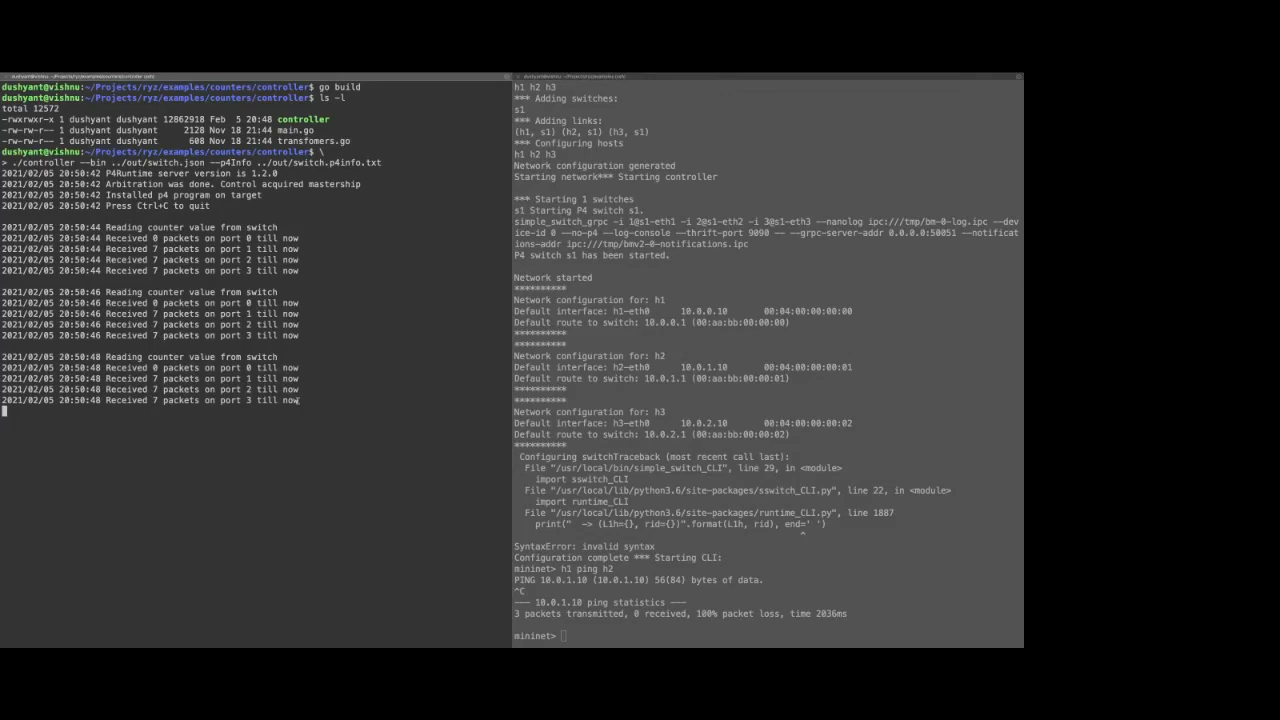 dushyant@vishnu:~/Projects/ryz/examples/counters/controller$ go build
dushyant@vishnu:~/Projects/ryz/examples/counters/controller$ ls -l
total 12572
-rwxrwxr-x 1 dushyant dushyant 12862918 Feb  5 20:48 controller
-rw-rw-r-- 1 dushyant dushyant     2128 Nov 18 21:44 main.go
-rw-rw-r-- 1 dushyant dushyant      608 Nov 18 21:44 transfomers.go
dushyant@vishnu:~/Projects/ryz/examples/counters/controller$ \
> ./controller --bin ../out/switch.json --p4Info ../out/switch.p4info.txt
2021/02/05 20:50:42 P4Runtime server version is 1.2.0
2021/02/05 20:50:42 Arbitration was done. Control acquired mastership
2021/02/05 20:50:42 Installed p4 program on target
2021/02/05 20:50:42 Press Ctrl+C to quit
2021/02/05 20:50:44 Reading counter value from switch
2021/02/05 20:50:44 Received 0 packets on port 0 till now
2021/02/05 20:50:44 Received 7 packets on port 1 till now
2021/02/05 20:50:44 Received 7 packets on port 2 till now
2021/02/05 20:50:44 Received 7 packets on port 3 till now
2021/02/05 20:50:46 Reading counter value from switch
2021/02/05 20:50:46 Received 0 packets on port 0 till now
2021/02/05 20:50:46 Received 7 packets on port 1 till now
2021/02/05 20:50:46 Received 7 packets on port 2 till now
2021/02/05 20:50:46 Received 7 packets on port 3 till now
2021/02/05 20:50:48 Reading counter value from switch
2021/02/05 20:50:48 Received 0 packets on port 0 till now
2021/02/05 20:50:48 Received 7 packets on port 1 till now
2021/02/05 20:50:48 Received 7 packets on port 2 till now
2021/02/05 20:50:48 Received 7 packets on port 3 till now
h1 h2 h3
*** Adding switches:
s1
*** Adding links:
(h1, s1) (h2, s1) (h3, s1)
*** Configuring hosts
h1 h2 h3
Network configuration generated
Starting network*** Starting controller
*** Starting 1 switches
s1 Starting P4 switch s1.
simple_switch_grpc -i 1@s1-eth1 -i 2@s1-eth2 -i 3@s1-eth3 --nanolog ipc:///tmp/bm-0-log.ipc --dev
ice-id 0 --no-p4 --log-console --thrift-port 9090 -- --grpc-server-addr 0.0.0.0:50051 --notificat
ions-addr ipc:///tmp/bmv2-0-notifications.ipc
P4 switch s1 has been started.
Network started
**********
Network configuration for: h1
Default interface: h1-eth0      10.0.0.10       00:04:00:00:00:00
Default route to switch: 10.0.0.1 (00:aa:bb:00:00:00)
**********
**********
Network configuration for: h2
Default interface: h2-eth0      10.0.1.10       00:04:00:00:00:01
Default route to switch: 10.0.1.1 (00:aa:bb:00:00:01)
**********
**********
Network configuration for: h3
Default interface: h3-eth0      10.0.2.10       00:04:00:00:00:02
Default route to switch: 10.0.2.1 (00:aa:bb:00:00:02)
**********
 Configuring switchTraceback (most recent call last):
  File "/usr/local/bin/simple_switch_CLI", line 29, in <module>
    import sswitch_CLI
  File "/usr/local/lib/python3.6/site-packages/sswitch_CLI.py", line 22, in <module>
    import runtime_CLI
  File "/usr/local/lib/python3.6/site-packages/runtime_CLI.py", line 1887
    print("  -> (L1h={}, rid={})".format(L1h, rid), end=' ')
                                                       ^
SyntaxError: invalid syntax
Configuration complete *** Starting CLI:
mininet> h1 ping h2
PING 10.0.1.10 (10.0.1.10) 56(84) bytes of data.
^C
--- 10.0.1.10 ping statistics ---
3 packets transmitted, 0 received, 100% packet loss, time 2036ms
mininet>